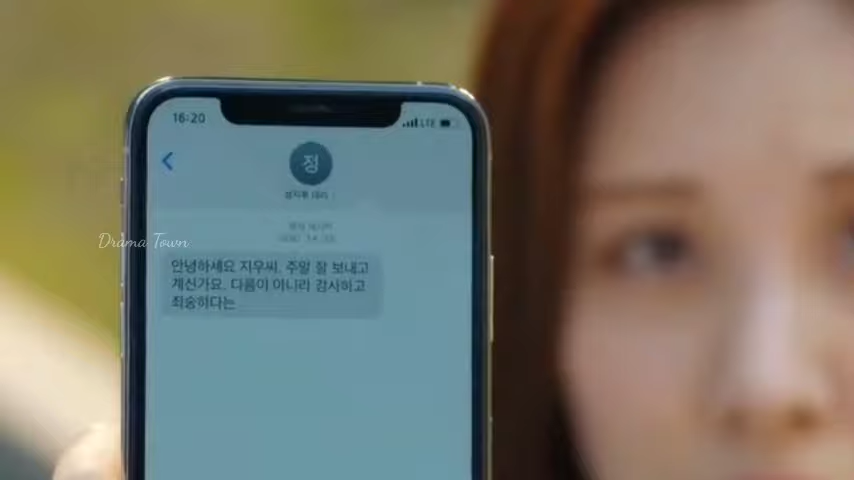 16:20
LTE
정
Drama Town
안녕하세요 지우씨. 주말 잘 보내고
계신가요. 다름이 아니라 감사하고
죄송하다는